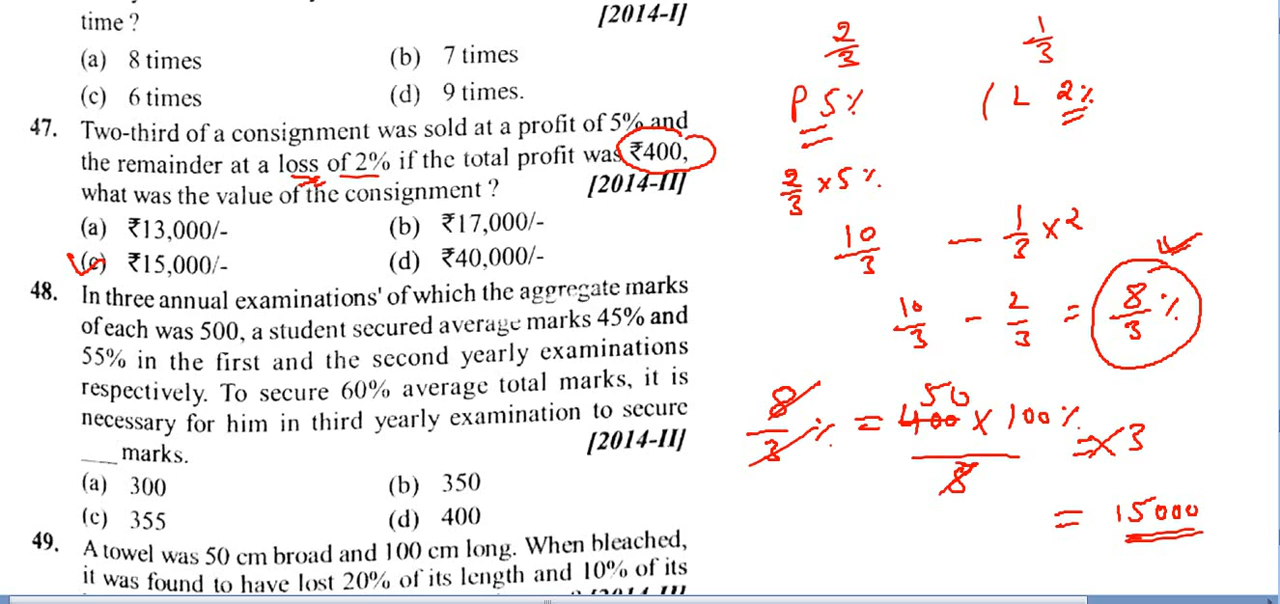 time ?
[2014-I]
(a) 8 times
(b) 7 times
(c) 6 times
(d) 9 times.
47. Two-third of a consignment was sold at a profit of 5% and
the remainder at a loss of 2% if the total profit was ₹400,
what was the value of the consignment ?
[2014-II]
(a) ₹13,000/-
(b) ₹17,000/-
(c) ₹15,000/-
(d) ₹40,000/-
48. In three annual examinations' of which the aggregate marks
of each was 500, a student secured average marks 45% and
55% in the first and the second yearly examinations
respectively. To secure 60% average total marks, it is
necessary for him in third yearly examination to secure
[2014-II]
___ marks.
(a) 300
(b) 350
(c) 355
(d) 400
49. A towel was 50 cm broad and 100 cm long. When bleached,
it was found to have lost 20% of its length and 10% of its
2/3 1/3
P 5% ( L 2%
2/3 x 5%
10/3 - 1/3 x 2
10/3 - 2/3 = 8/3 %
50
8/3 % = 400 x 100% / 8 x 3
= 15000